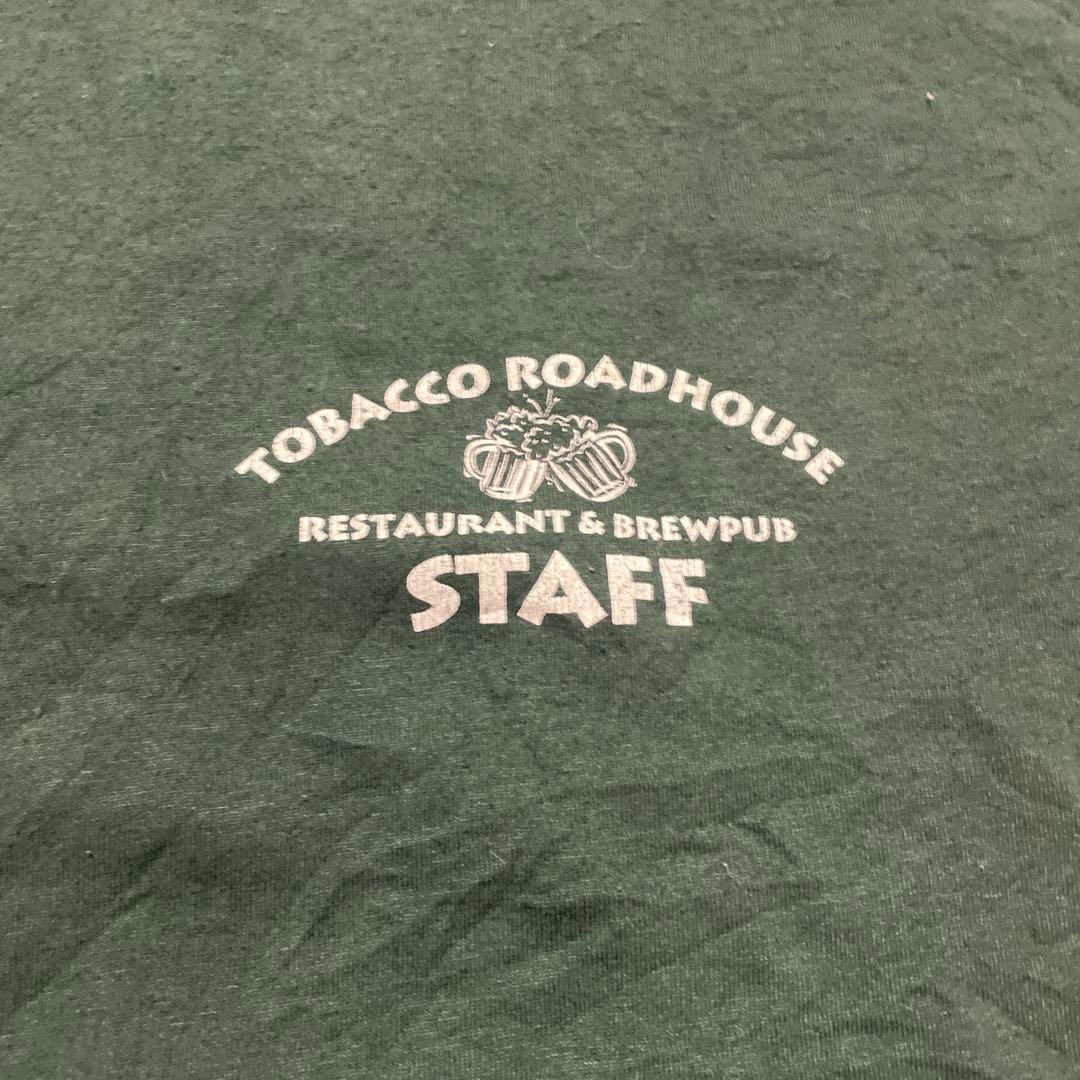 TOBACCO ROADHOUSE
RESTAURANT & BREWPUB
STAFF